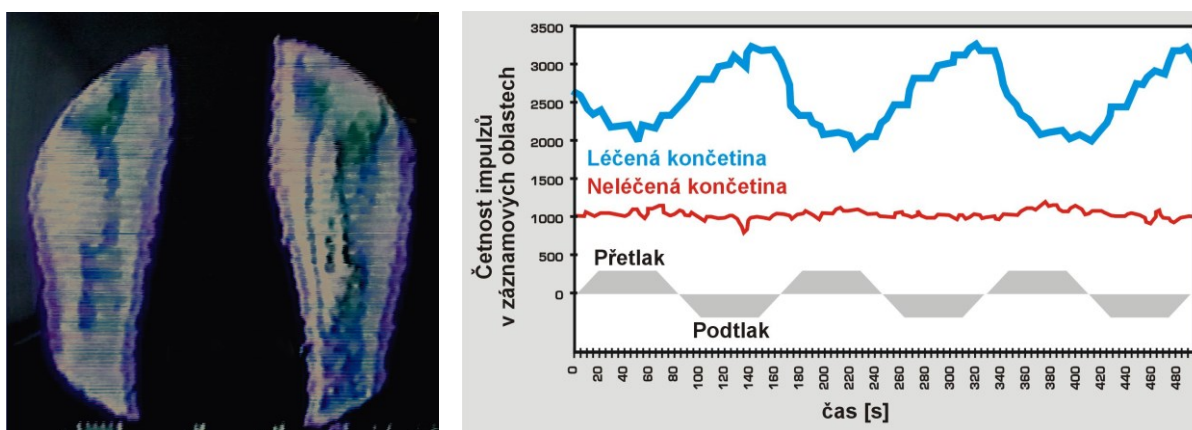 Četnost impulzů
v záznamových oblastech
3500
3000
2500
2000
1500
1000
500
0
Léčená končetina
Neléčená končetina
Přetlak
Podtlak
0 20 40 60 80 100 120 140 160 180 200 220 240 260 280 300 320 340 360 380 400 420 440 460 480
čas [s]